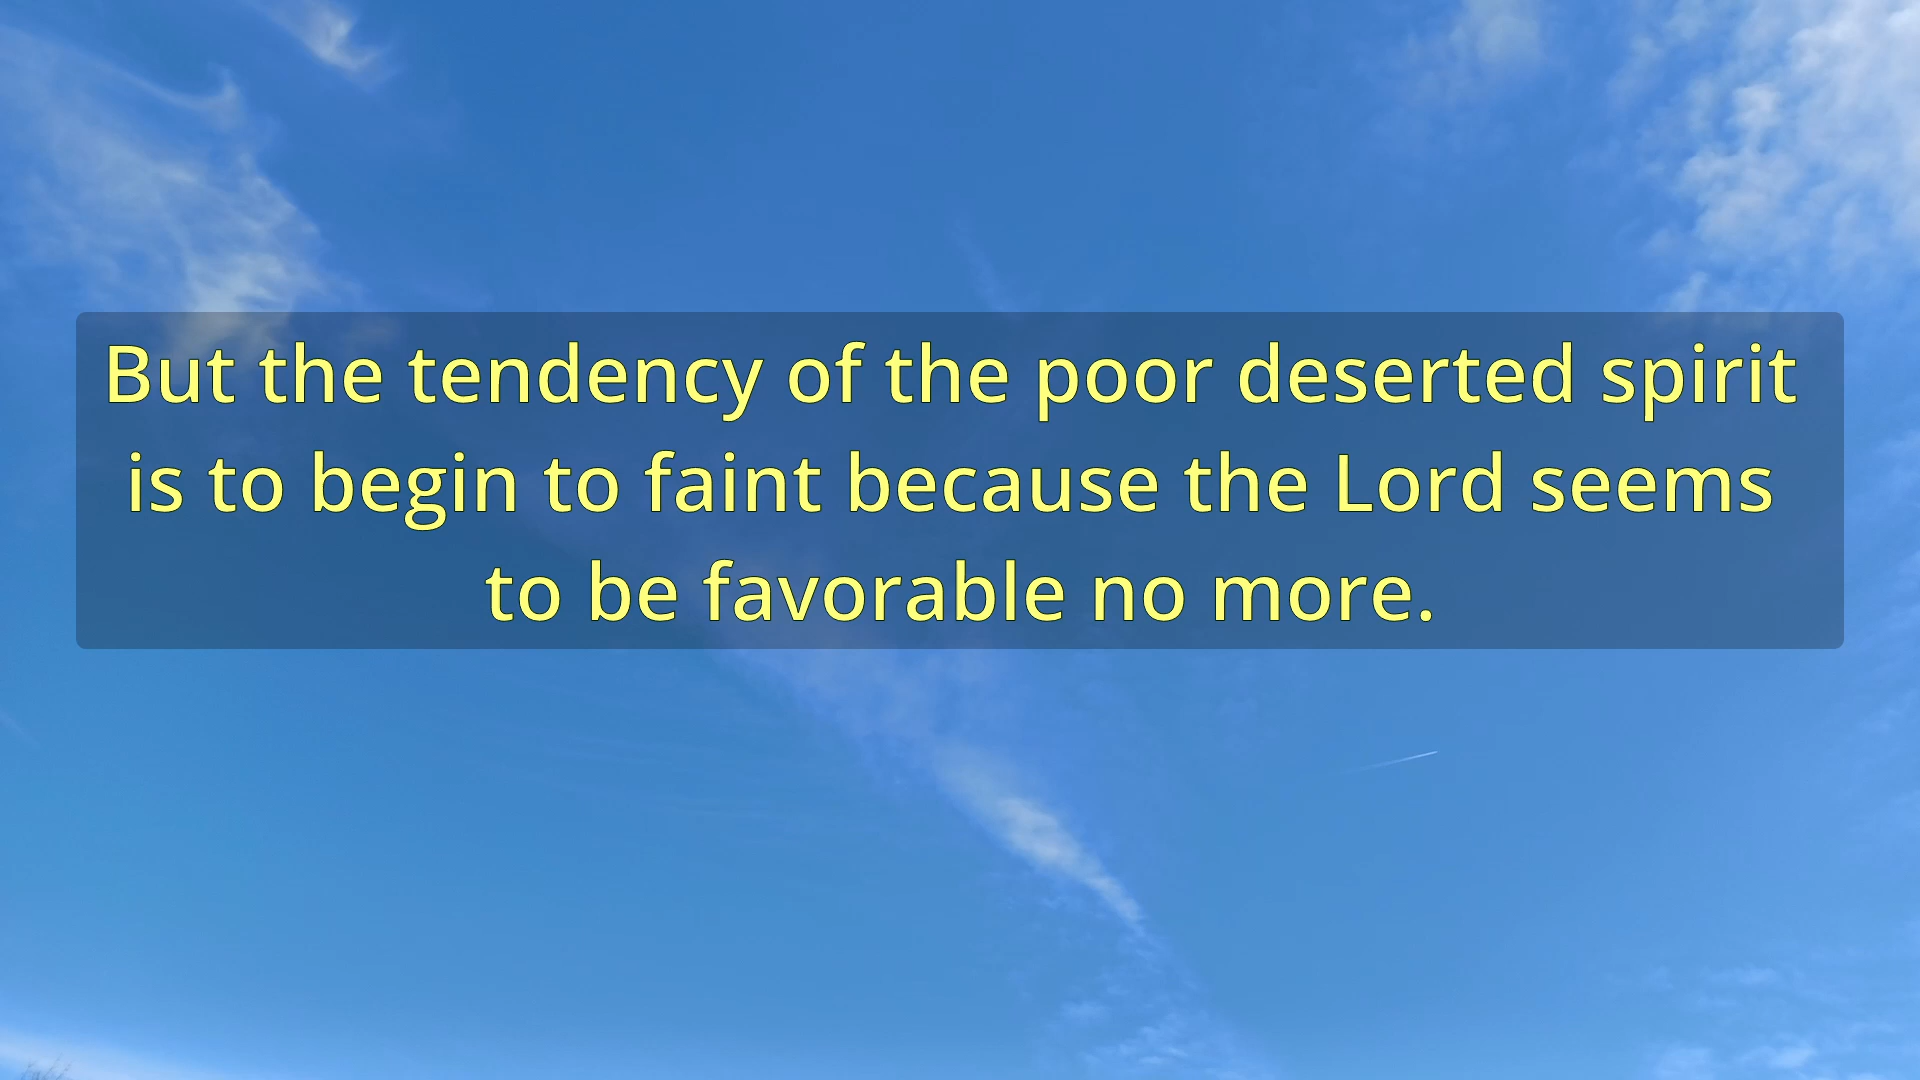 But the tendency of the poor deserted spirit
is to begin to faint because the Lord seems
to be favorable no more.